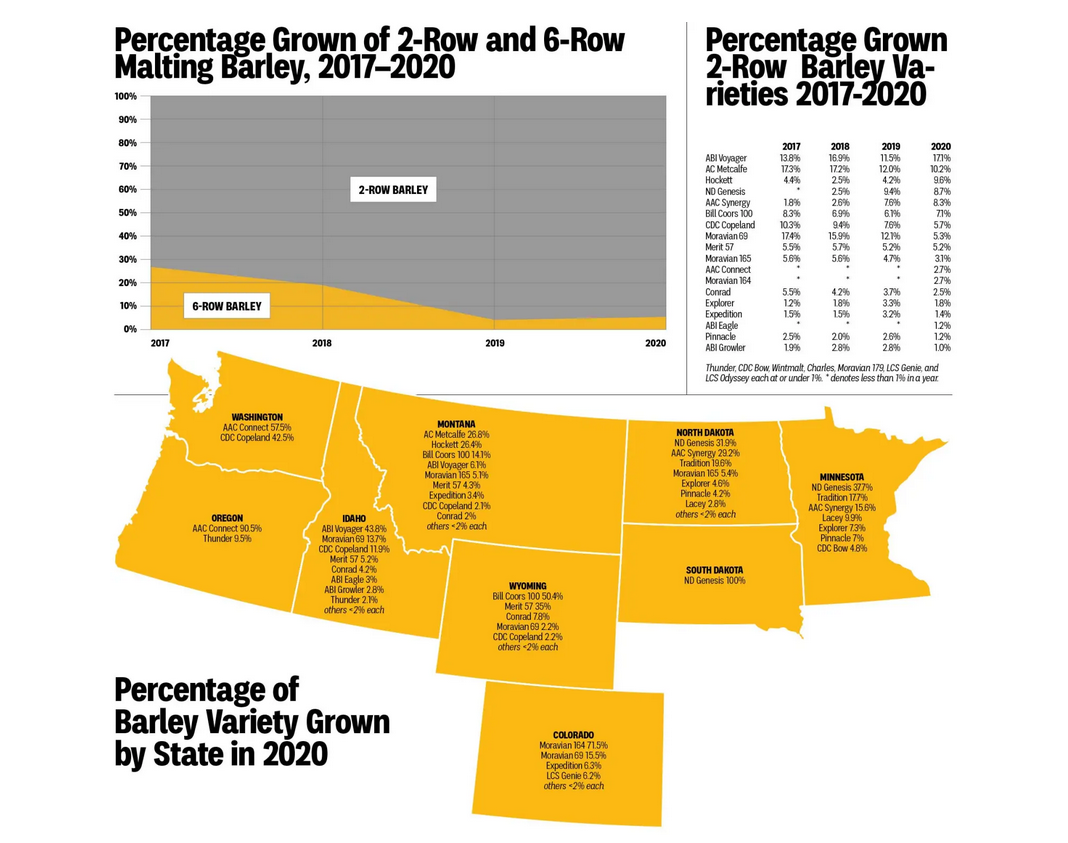 Percentage Grown of 2-Row and 6-Row
Malting Barley, 2017–2020
100%
90%
80%
70%
60%
50%
40%
30%
20%
10%
0%
2-ROW BARLEY
6-ROW BARLEY
2017 2018 2019 2020
Percentage Grown
2-Row Barley Va-
rieties 2017-2020
2017 2018 2019 2020
ABI Voyager 13.8% 16.9% 11.5% 17.1%
AC Metcalfe 17.3% 17.2% 12.0% 10.2%
Hockett 4.4% 2.5% 4.2% 9.6%
ND Genesis * 2.5% 9.4% 8.7%
AAC Synergy 1.8% 2.6% 7.6% 8.3%
Bill Coors 100 8.3% 6.9% 6.1% 7.1%
CDC Copeland 10.3% 9.4% 7.6% 5.7%
Moravian 69 17.4% 15.9% 12.1% 5.3%
Merit 57 5.5% 5.7% 5.2% 5.2%
Moravian 165 5.6% 5.6% 4.7% 3.1%
AAC Connect * * * 2.7%
Moravian 164 * * * 2.7%
Conrad 5.5% 4.2% 3.7% 2.5%
Explorer 1.2% 1.8% 3.3% 1.8%
Expedition 1.5% 1.5% 3.2% 1.4%
ABI Eagle * * * 1.2%
Pinnacle 2.5% 2.0% 2.6% 1.2%
ABI Growler 1.9% 2.8% 2.8% 1.0%
Thunder, CDC Bow, Wintmalt, Charles, Moravian 179, LCS Genie, and
LCS Odyssey each at or under 1%. * denotes less than 1% in a year.
WASHINGTON
AAC Connect 57.5%
CDC Copeland 42.5%
OREGON
AAC Connect 90.5%
Thunder 9.5%
IDAHO
ABI Voyager 43.8%
Moravian 69 13.7%
CDC Copeland 11.9%
Merit 57 5.2%
Conrad 4.2%
ABI Eagle 3%
ABI Growler 2.8%
Thunder 2.1%
others <2% each
MONTANA
AC Metcalfe 26.8%
Hockett 26.4%
Bill Coors 100 14.1%
ABI Voyager 6.1%
Moravian 165 5.1%
Merit 57 4.3%
Expedition 3.4%
CDC Copeland 2.1%
Conrad 2%
others <2% each
WYOMING
Bill Coors 100 50.4%
Merit 57 35%
Conrad 7.8%
Moravian 69 2.2%
CDC Copeland 2.2%
others <2% each
COLORADO
Moravian 164 71.5%
Moravian 69 15.5%
Expedition 6.3%
LCS Genie 6.2%
others <2% each
NORTH DAKOTA
ND Genesis 31.9%
AAC Synergy 29.2%
Tradition 19.6%
Moravian 165 5.4%
Explorer 4.6%
Pinnacle 4.2%
Lacey 2.8%
others <2% each
SOUTH DAKOTA
ND Genesis 100%
MINNESOTA
ND Genesis 37.7%
Tradition 17.7%
AAC Synergy 15.6%
Lacey 9.9%
Explorer 7.3%
Pinnacle 7%
CDC Bow 4.8%
Percentage of
Barley Variety Grown
by State in 2020